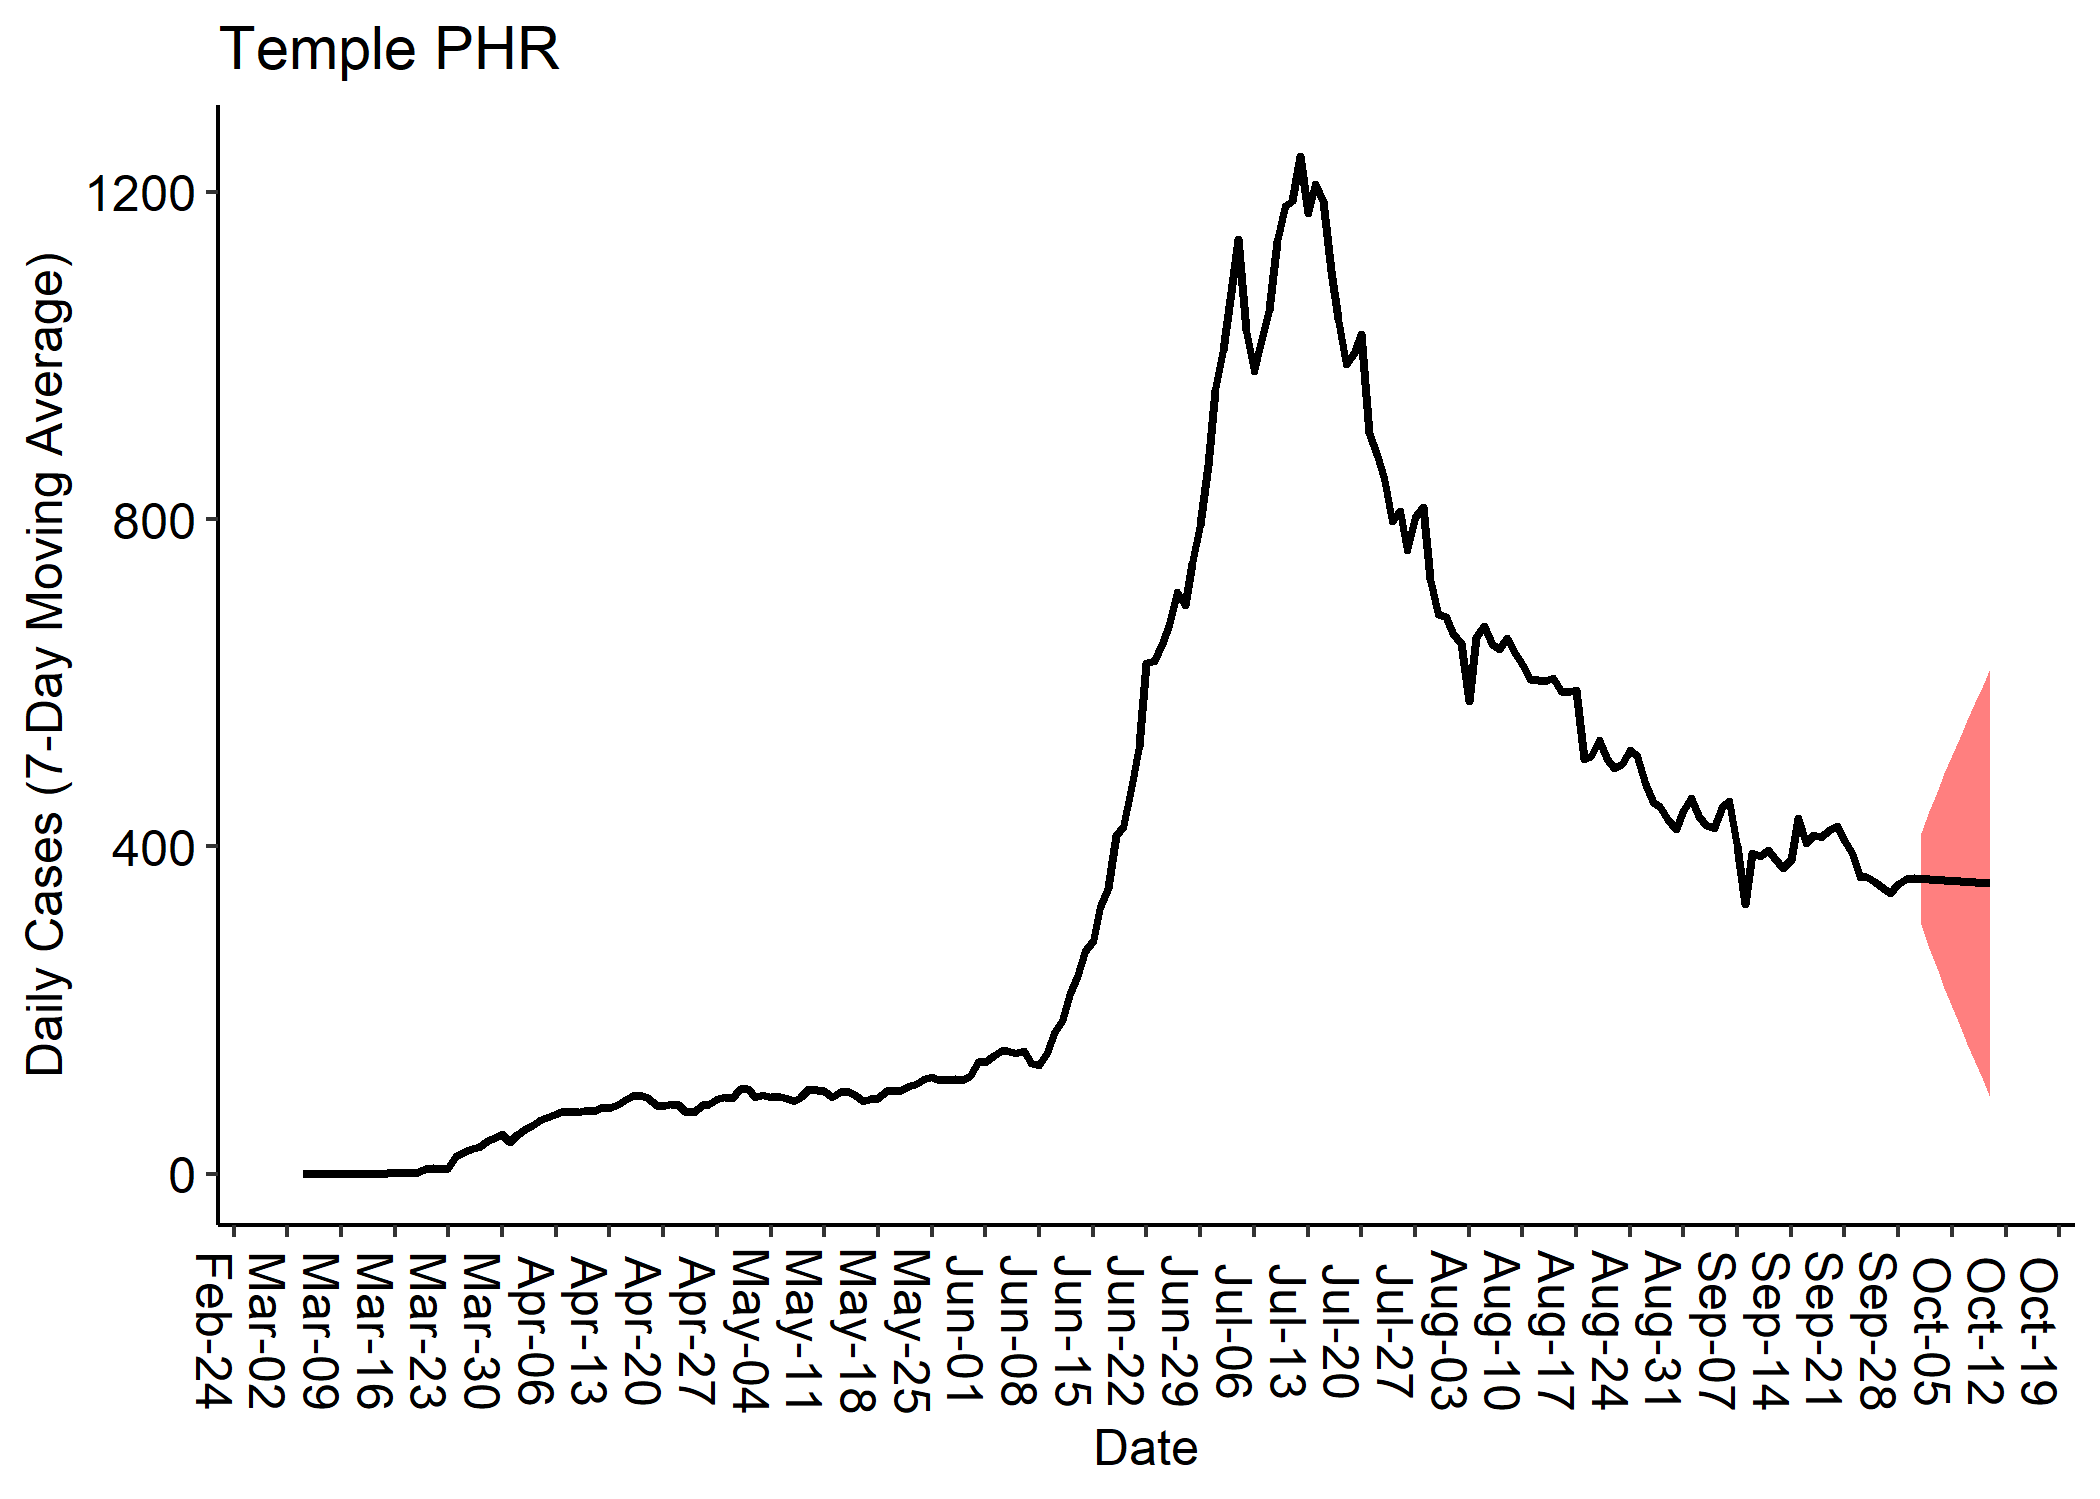 Temple PHR
Daily Cases (7-Day Moving Average)
1200
800
400
0
Feb-24
Mar-02
Mar-09
Mar-16
Mar-23
Mar-30
Apr-06
Apr-13
Apr-20
Apr-27
May-04
May-11
May-18
May-25
Jun-01
Jun-08
Jun-15
Jun-22
Jun-29
Jul-06
Jul-13
Jul-20
Jul-27
Aug-03
Aug-10
Aug-17
Aug-24
Aug-31
Sep-07
Sep-14
Sep-21
Sep-28
Oct-05
Oct-12
Oct-19
Date